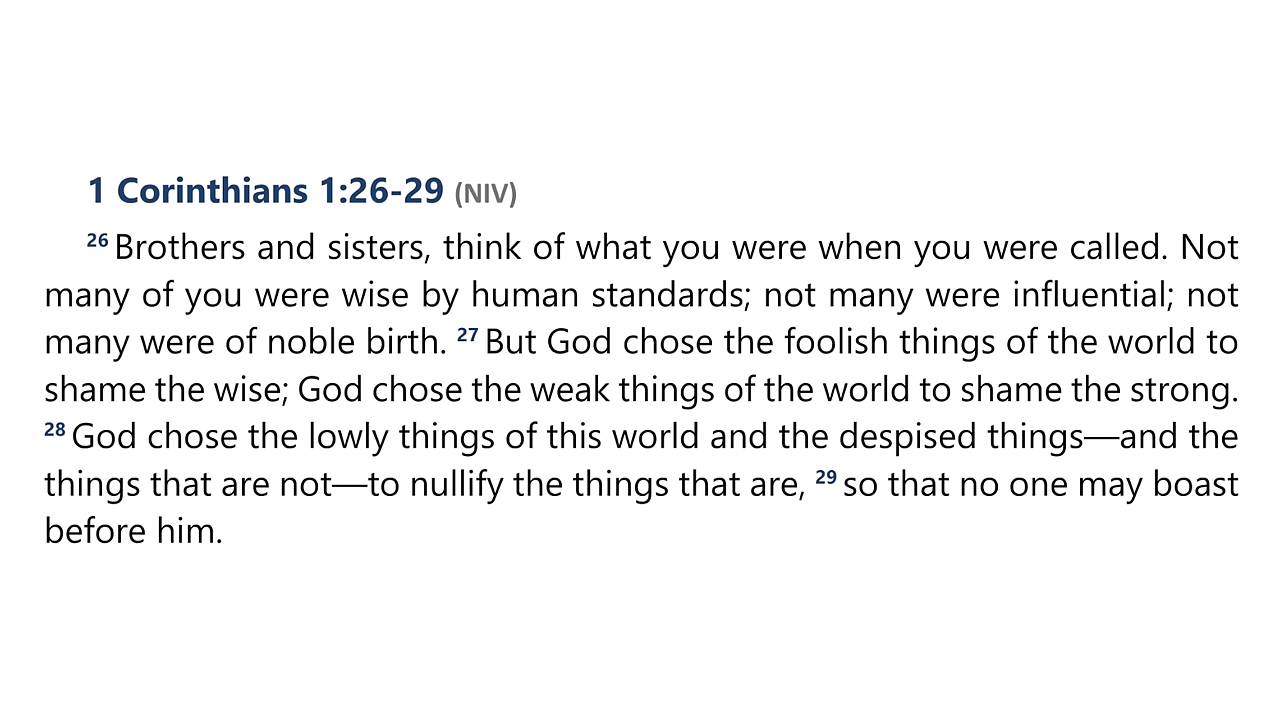 1 Corinthians 1:26-29 (NIV)
26 Brothers and sisters, think of what you were when you were called. Not
many of you were wise by human standards; not many were influential; not
many were of noble birth. 27 But God chose the foolish things of the world to
shame the wise; God chose the weak things of the world to shame the strong.
28 God chose the lowly things of this world and the despised things—and the
things that are not—to nullify the things that are, 29 so that no one may boast
before him.